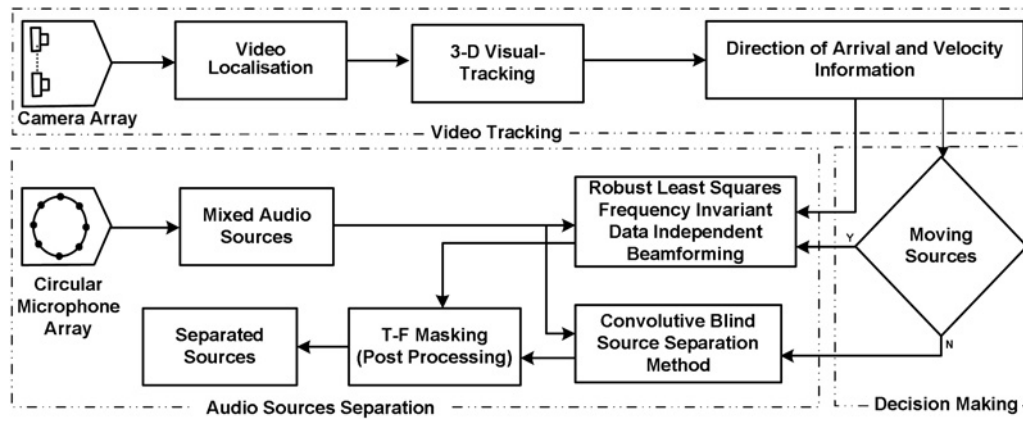 Camera Array
Video
Localisation
3-D Visual-
Tracking
Direction of Arrival and Velocity
Information
Video Tracking
Circular
Microphone
Array
Mixed Audio
Sources
Robust Least Squares
Frequency Invariant
Data Independent
Beamforming
Y
Moving
Sources
N
Separated
Sources
T-F Masking
(Post Processing)
Convolutive Blind
Source Separation
Method
Audio Sources Separation
Decision Making